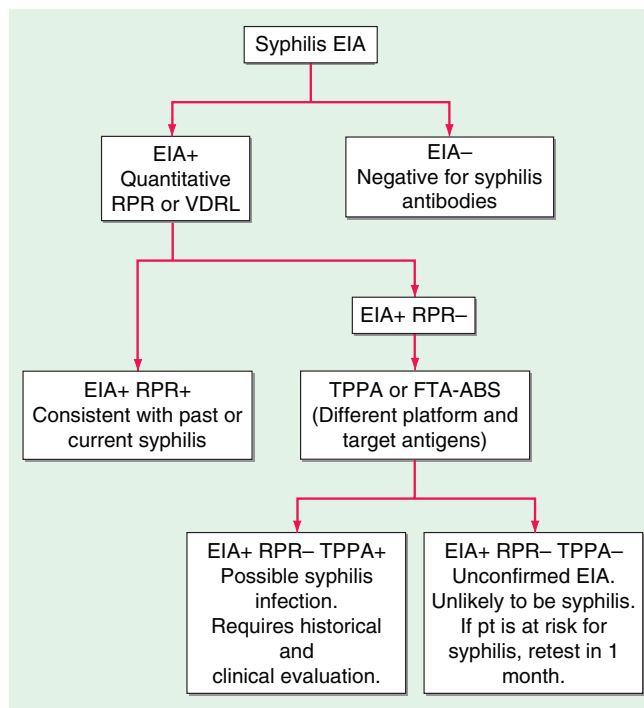 Syphilis EIA
EIA+
Quantitative
RPR or VDRL
EIA–
Negative for syphilis
antibodies
EIA+ RPR–
EIA+ RPR+
Consistent with past or
current syphilis
TPPA or FTA-ABS
(Different platform and
target antigens)
EIA+ RPR– TPPA+
Possible syphilis
infection.
Requires historical
and
clinical evaluation.
EIA+ RPR– TPPA–
Unconfirmed EIA.
Unlikely to be syphilis.
If pt is at risk for
syphilis, retest in 1
month.